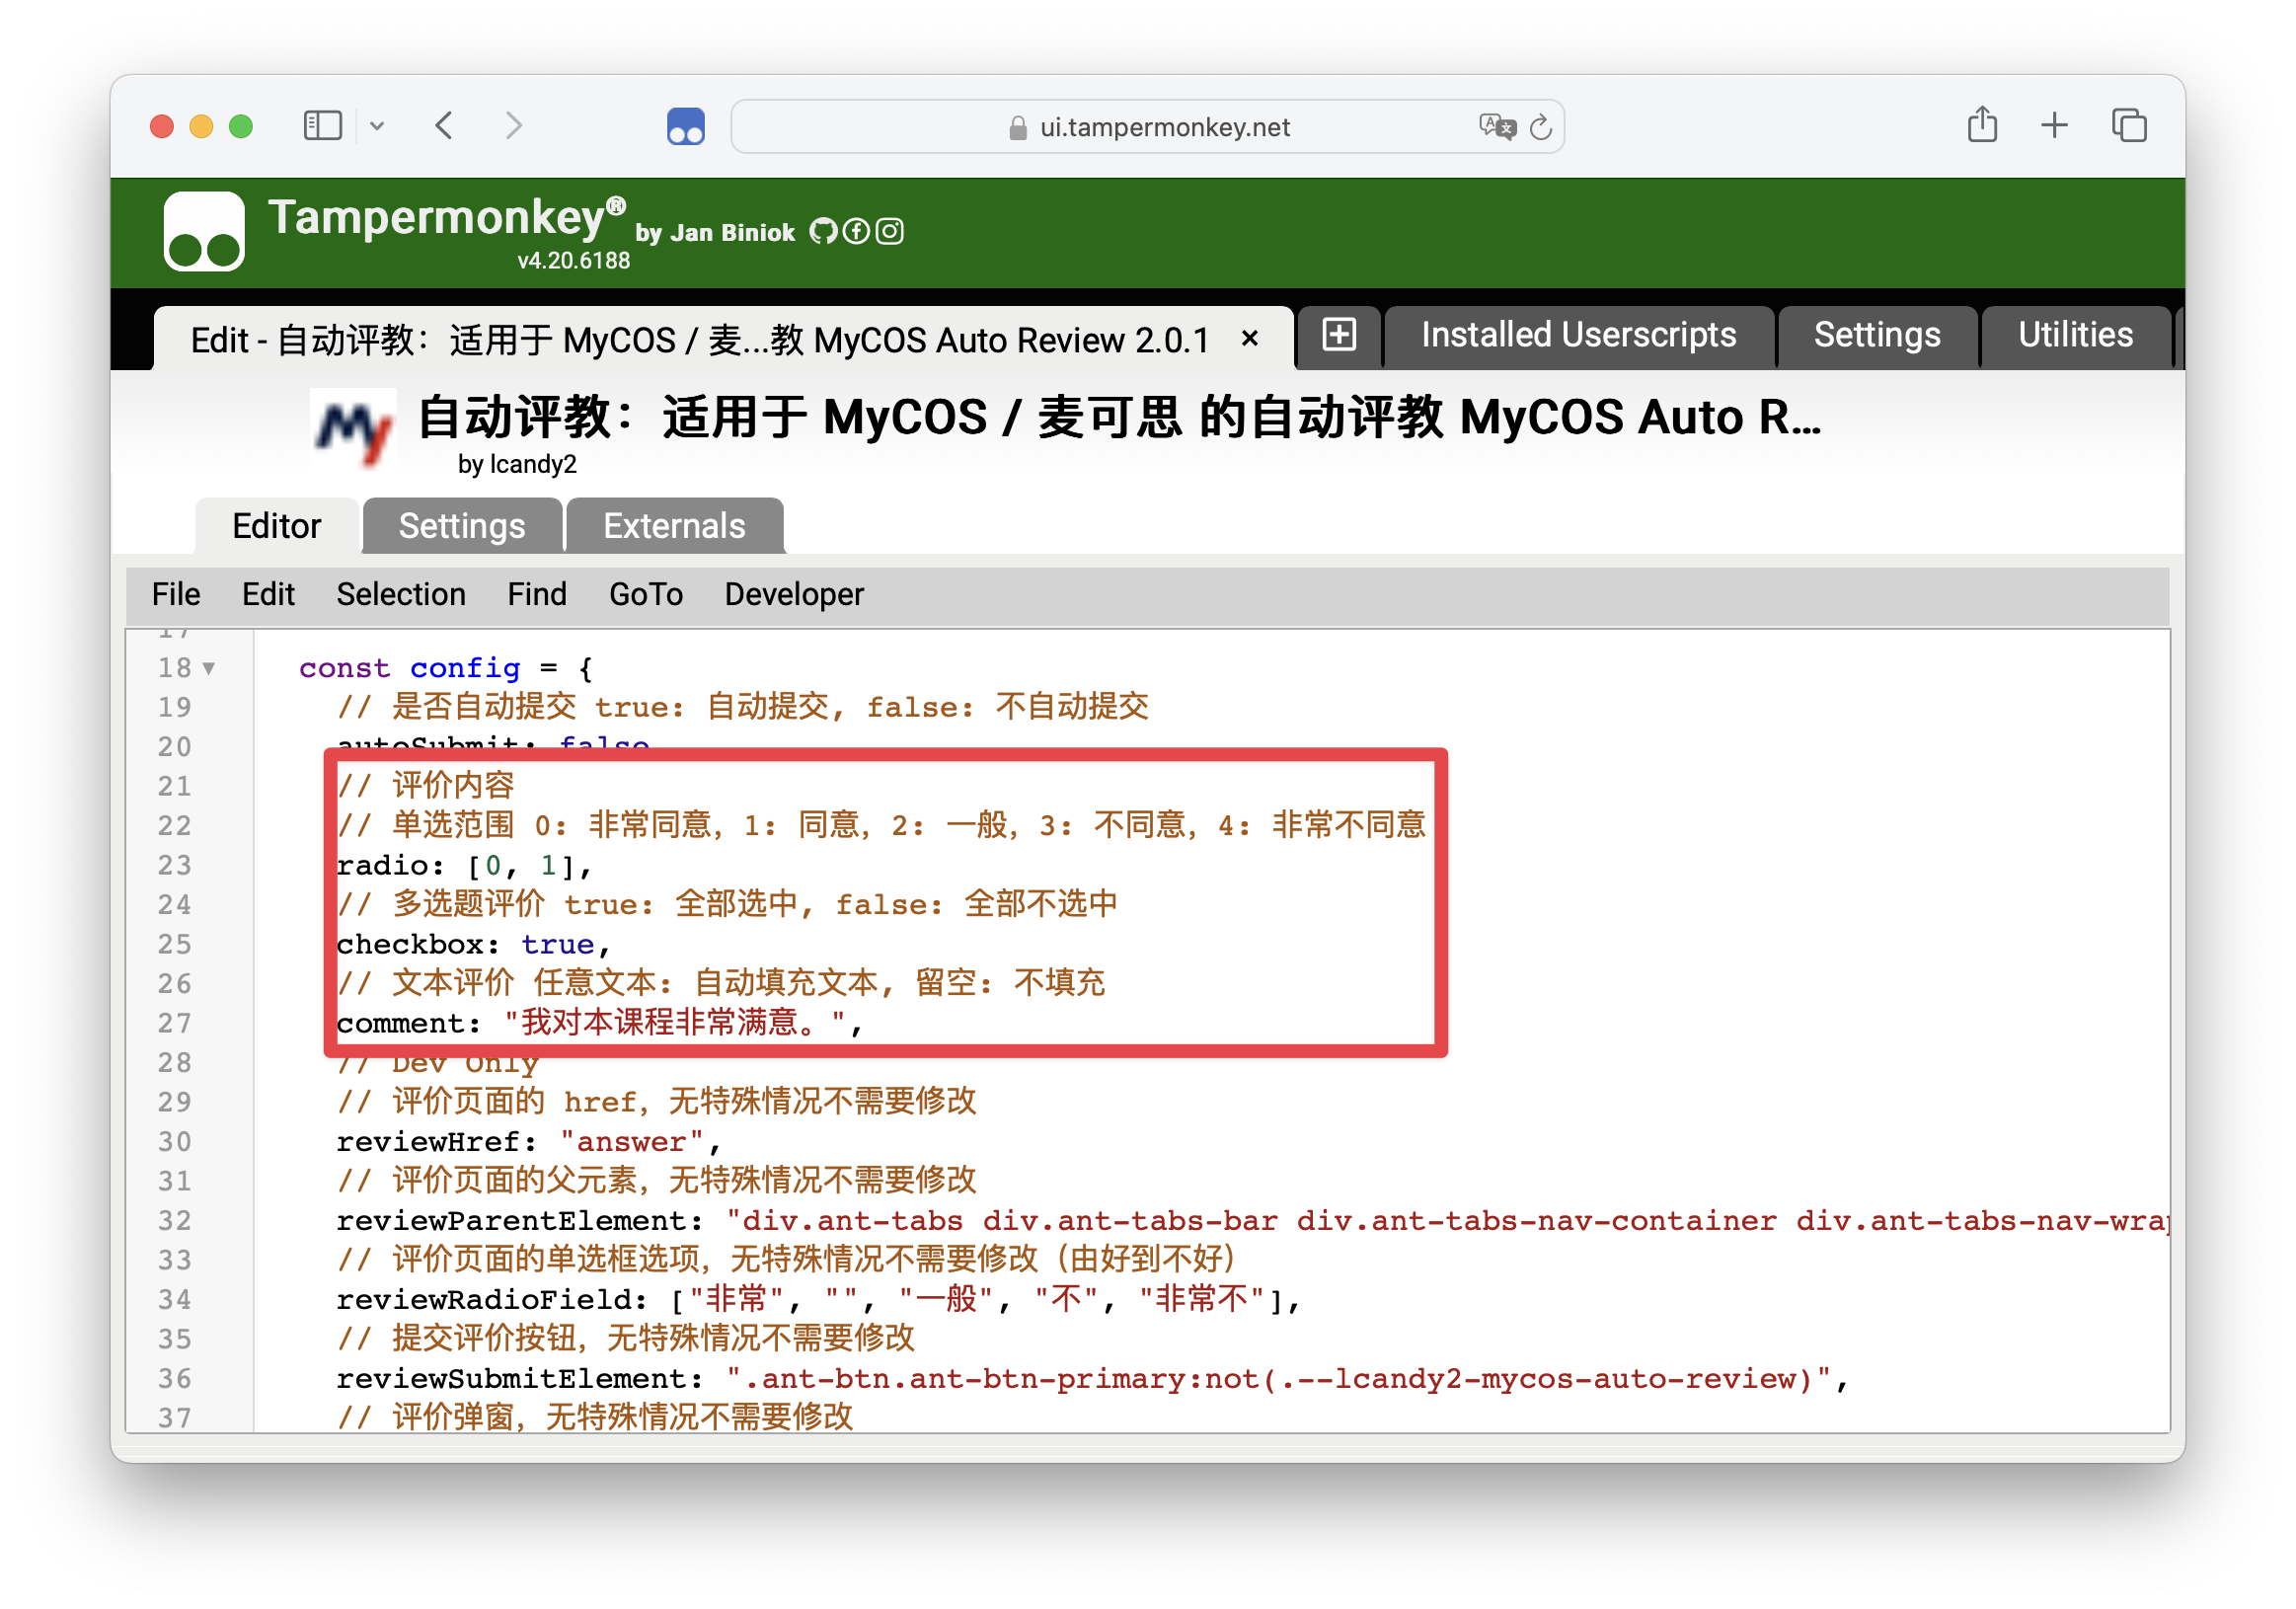 ui.tampermonkey.net
Tampermonkey® by Jan Biniok
v4.20.6188
Edit - 自动评教：适用于 MyCOS / 麦...教 MyCOS Auto Review 2.0.1 ×
Installed Userscripts
Settings
Utilities
My 自动评教：适用于 MyCOS / 麦可思 的自动评教 MyCOS Auto R...
by lcandy2
Editor
Settings
Externals
File Edit Selection Find GoTo Developer
17
18 const config = {
19 // 是否自动提交 true: 自动提交, false: 不自动提交
20 autoSubmit: false
21 // 评价内容
22 // 单选范围 0: 非常同意, 1: 同意, 2: 一般, 3: 不同意, 4: 非常不同意
23 radio: [0, 1],
24 // 多选题评价 true: 全部选中, false: 全部不选中
25 checkbox: true,
26 // 文本评价 任意文本: 自动填充文本, 留空: 不填充
27 comment: "我对本课程非常满意。",
28 // Dev Only
29 // 评价页面的 href, 无特殊情况不需要修改
30 reviewHref: "answer",
31 // 评价页面的父元素, 无特殊情况不需要修改
32 reviewParentElement: "div.ant-tabs div.ant-tabs-bar div.ant-tabs-nav-container div.ant-tabs-nav-wrap
33 // 评价页面的单选框选项, 无特殊情况不需要修改（由好到不好）
34 reviewRadioField: ["非常", "", "一般", "不", "非常不"],
35 // 提交评价按钮, 无特殊情况不需要修改
36 reviewSubmitElement: ".ant-btn.ant-btn-primary:not(.--lcandy2-mycos-auto-review)",
37 // 评价弹窗, 无特殊情况不需要修改